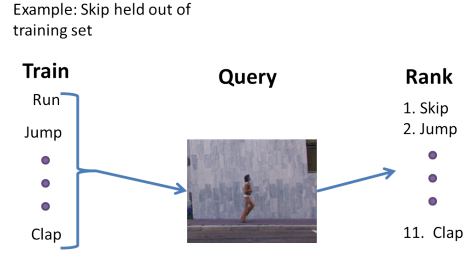 Example: Skip held out of
training set
Train
Run
Jump
Clap
Query
Rank
1. Skip
2. Jump
11. Clap